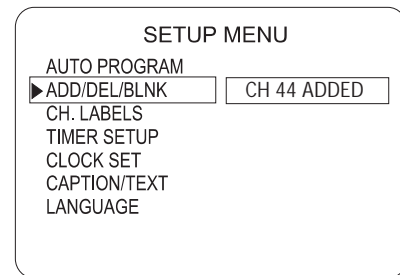 SETUP MENU
AUTO PROGRAM
ADD/DEL/BLNK CH 44 ADDED
CH. LABELS
TIMER SETUP
CLOCK SET
CAPTION/TEXT
LANGUAGE